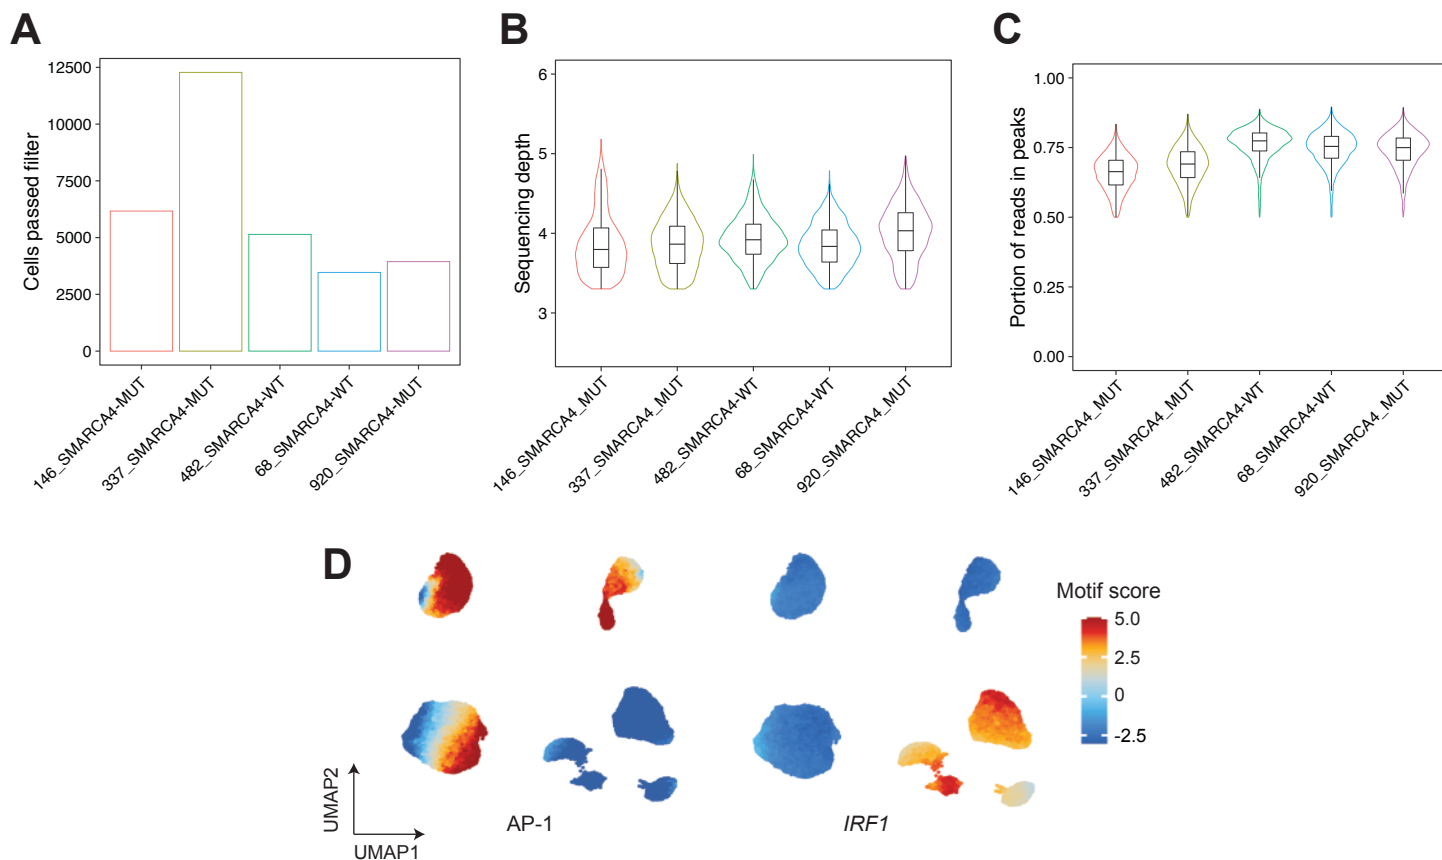 A
Cells passed filter
12500
10000
7500
5000
2500
0
146_SMARCA4-MUT
337_SMARCA4-MUT
482_SMARCA4-WT
68_SMARCA4-WT
920_SMARCA4-MUT
B
Sequencing depth
6
5
4
3
146_SMARCA4_MUT
337_SMARCA4_MUT
482_SMARCA4-WT
68_SMARCA4-WT
920_SMARCA4_MUT
C
Portion of reads in peaks
1.00
0.75
0.50
0.25
0.00
146_SMARCA4_MUT
337_SMARCA4_MUT
482_SMARCA4-WT
68_SMARCA4-WT
920_SMARCA4_MUT
D
Motif score
5.0
2.5
0
-2.5
UMAP2
UMAP1
AP-1
IRF1